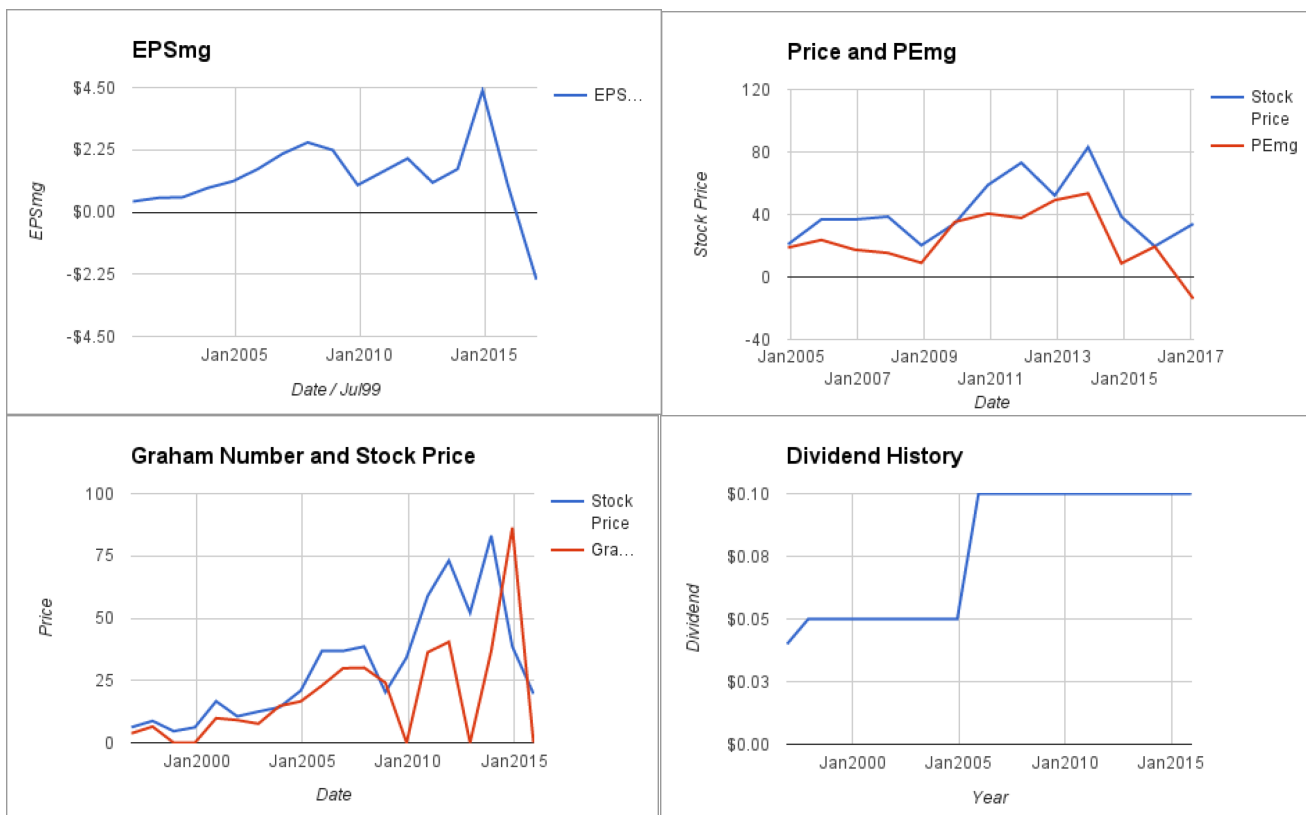 EPSmg
$4.50
$2.25
$0.00
-$2.25
-$4.50
EPSmg
EPS…
Jan2005
Jan2010
Jan2015
Date / Jul99
Price and PEmg
120
80
40
0
-40
Stock Price
Stock
Price
PEmg
Jan2005
Jan2009
Jan2013
Jan2017
Jan2007
Jan2011
Jan2015
Date
Graham Number and Stock Price
100
75
50
25
0
Price
Stock
Price
Gra…
Jan2000
Jan2005
Jan2010
Jan2015
Date
Dividend History
$0.10
$0.08
$0.05
$0.03
$0.00
Dividend
Jan2000
Jan2005
Jan2010
Jan2015
Year